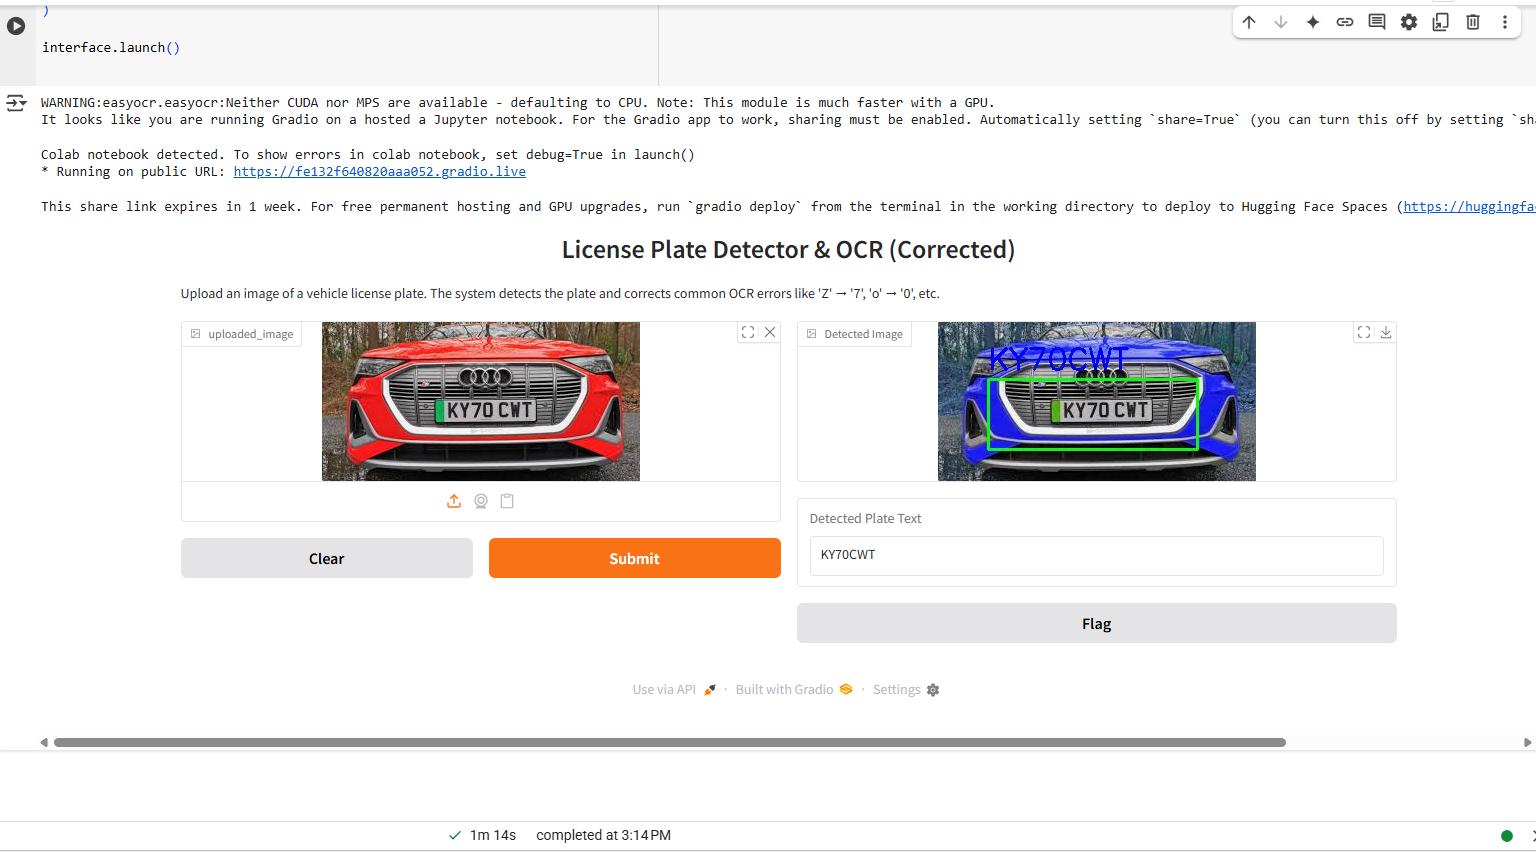 )
interface.launch()
WARNING:easyocr.easyocr:Neither CUDA nor MPS are available - defaulting to CPU. Note: This module is much faster with a GPU.
It looks like you are running Gradio on a hosted a Jupyter notebook. For the Gradio app to work, sharing must be enabled. Automatically setting `share=True` (you can turn this off by setting `sha
Colab notebook detected. To show errors in colab notebook, set debug=True in launch()
* Running on public URL: https://fe132f640820aaa052.gradio.live
This share link expires in 1 week. For free permanent hosting and GPU upgrades, run `gradio deploy` from the terminal in the working directory to deploy to Hugging Face Spaces (https://huggingfa
License Plate Detector & OCR (Corrected)
Upload an image of a vehicle license plate. The system detects the plate and corrects common OCR errors like 'Z' → '7', 'o' → '0', etc.
uploaded_image
KY70 CWT
Detected Image
KY70CWT
KY70 CWT
Clear
Submit
Detected Plate Text
KY70CWT
Flag
Use via API · Built with Gradio · Settings
1m 14s completed at 3:14 PM